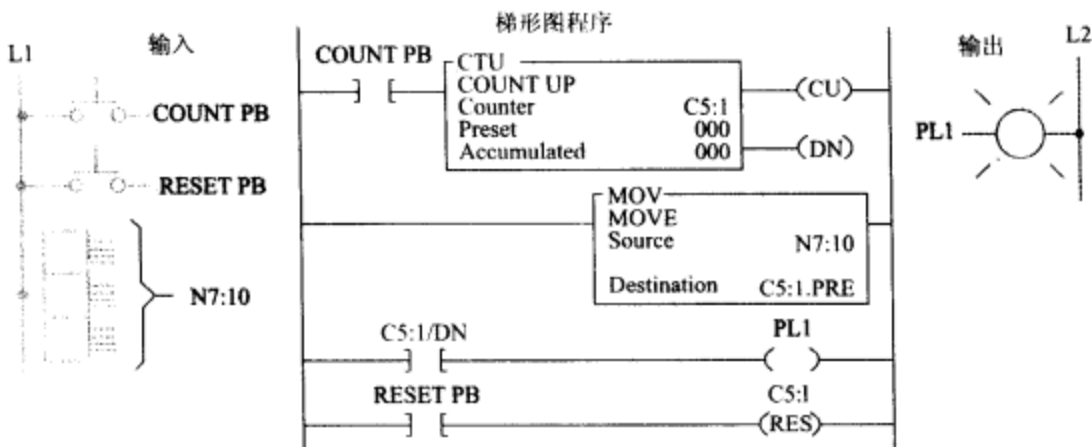 梯形图程序
L1
输入
COUNT PB
RESET PB
N7:10
COUNT PB
CTU
COUNT UP
Counter C5:1
Preset 000
Accumulated 000
(CU)
(DN)
MOV
MOVE
Source N7:10
Destination C5:1.PRE
C5:1/DN
PL1
RESET PB
C5:1
(RES)
输出
L2
PL1